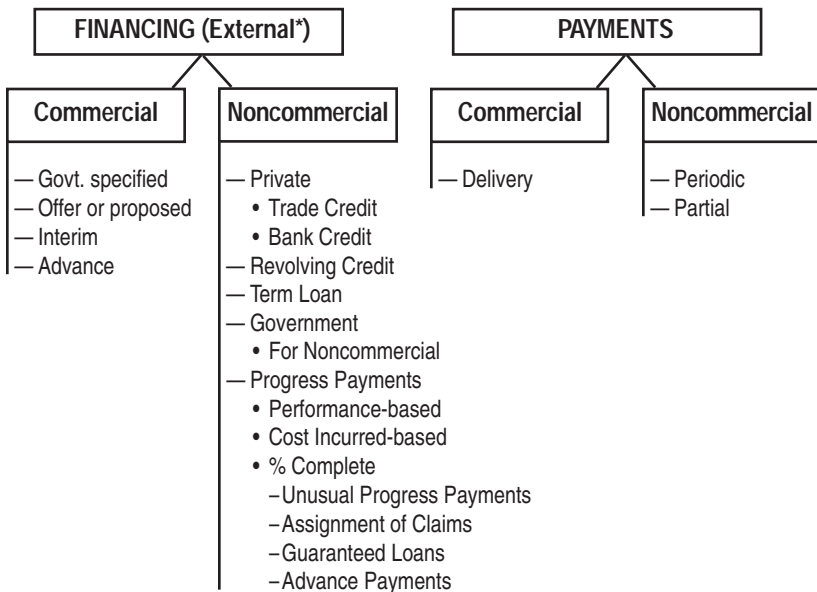 FINANCING (External*)
Commercial
— Govt. specified
— Offer or proposed
— Interim
— Advance
Noncommercial
— Private
• Trade Credit
• Bank Credit
— Revolving Credit
— Term Loan
— Government
• For Noncommercial
— Progress Payments
• Performance-based
• Cost Incurred-based
• % Complete
– Unusual Progress Payments
– Assignment of Claims
– Guaranteed Loans
– Advance Payments
PAYMENTS
Commercial
— Delivery
Noncommercial
— Periodic
— Partial